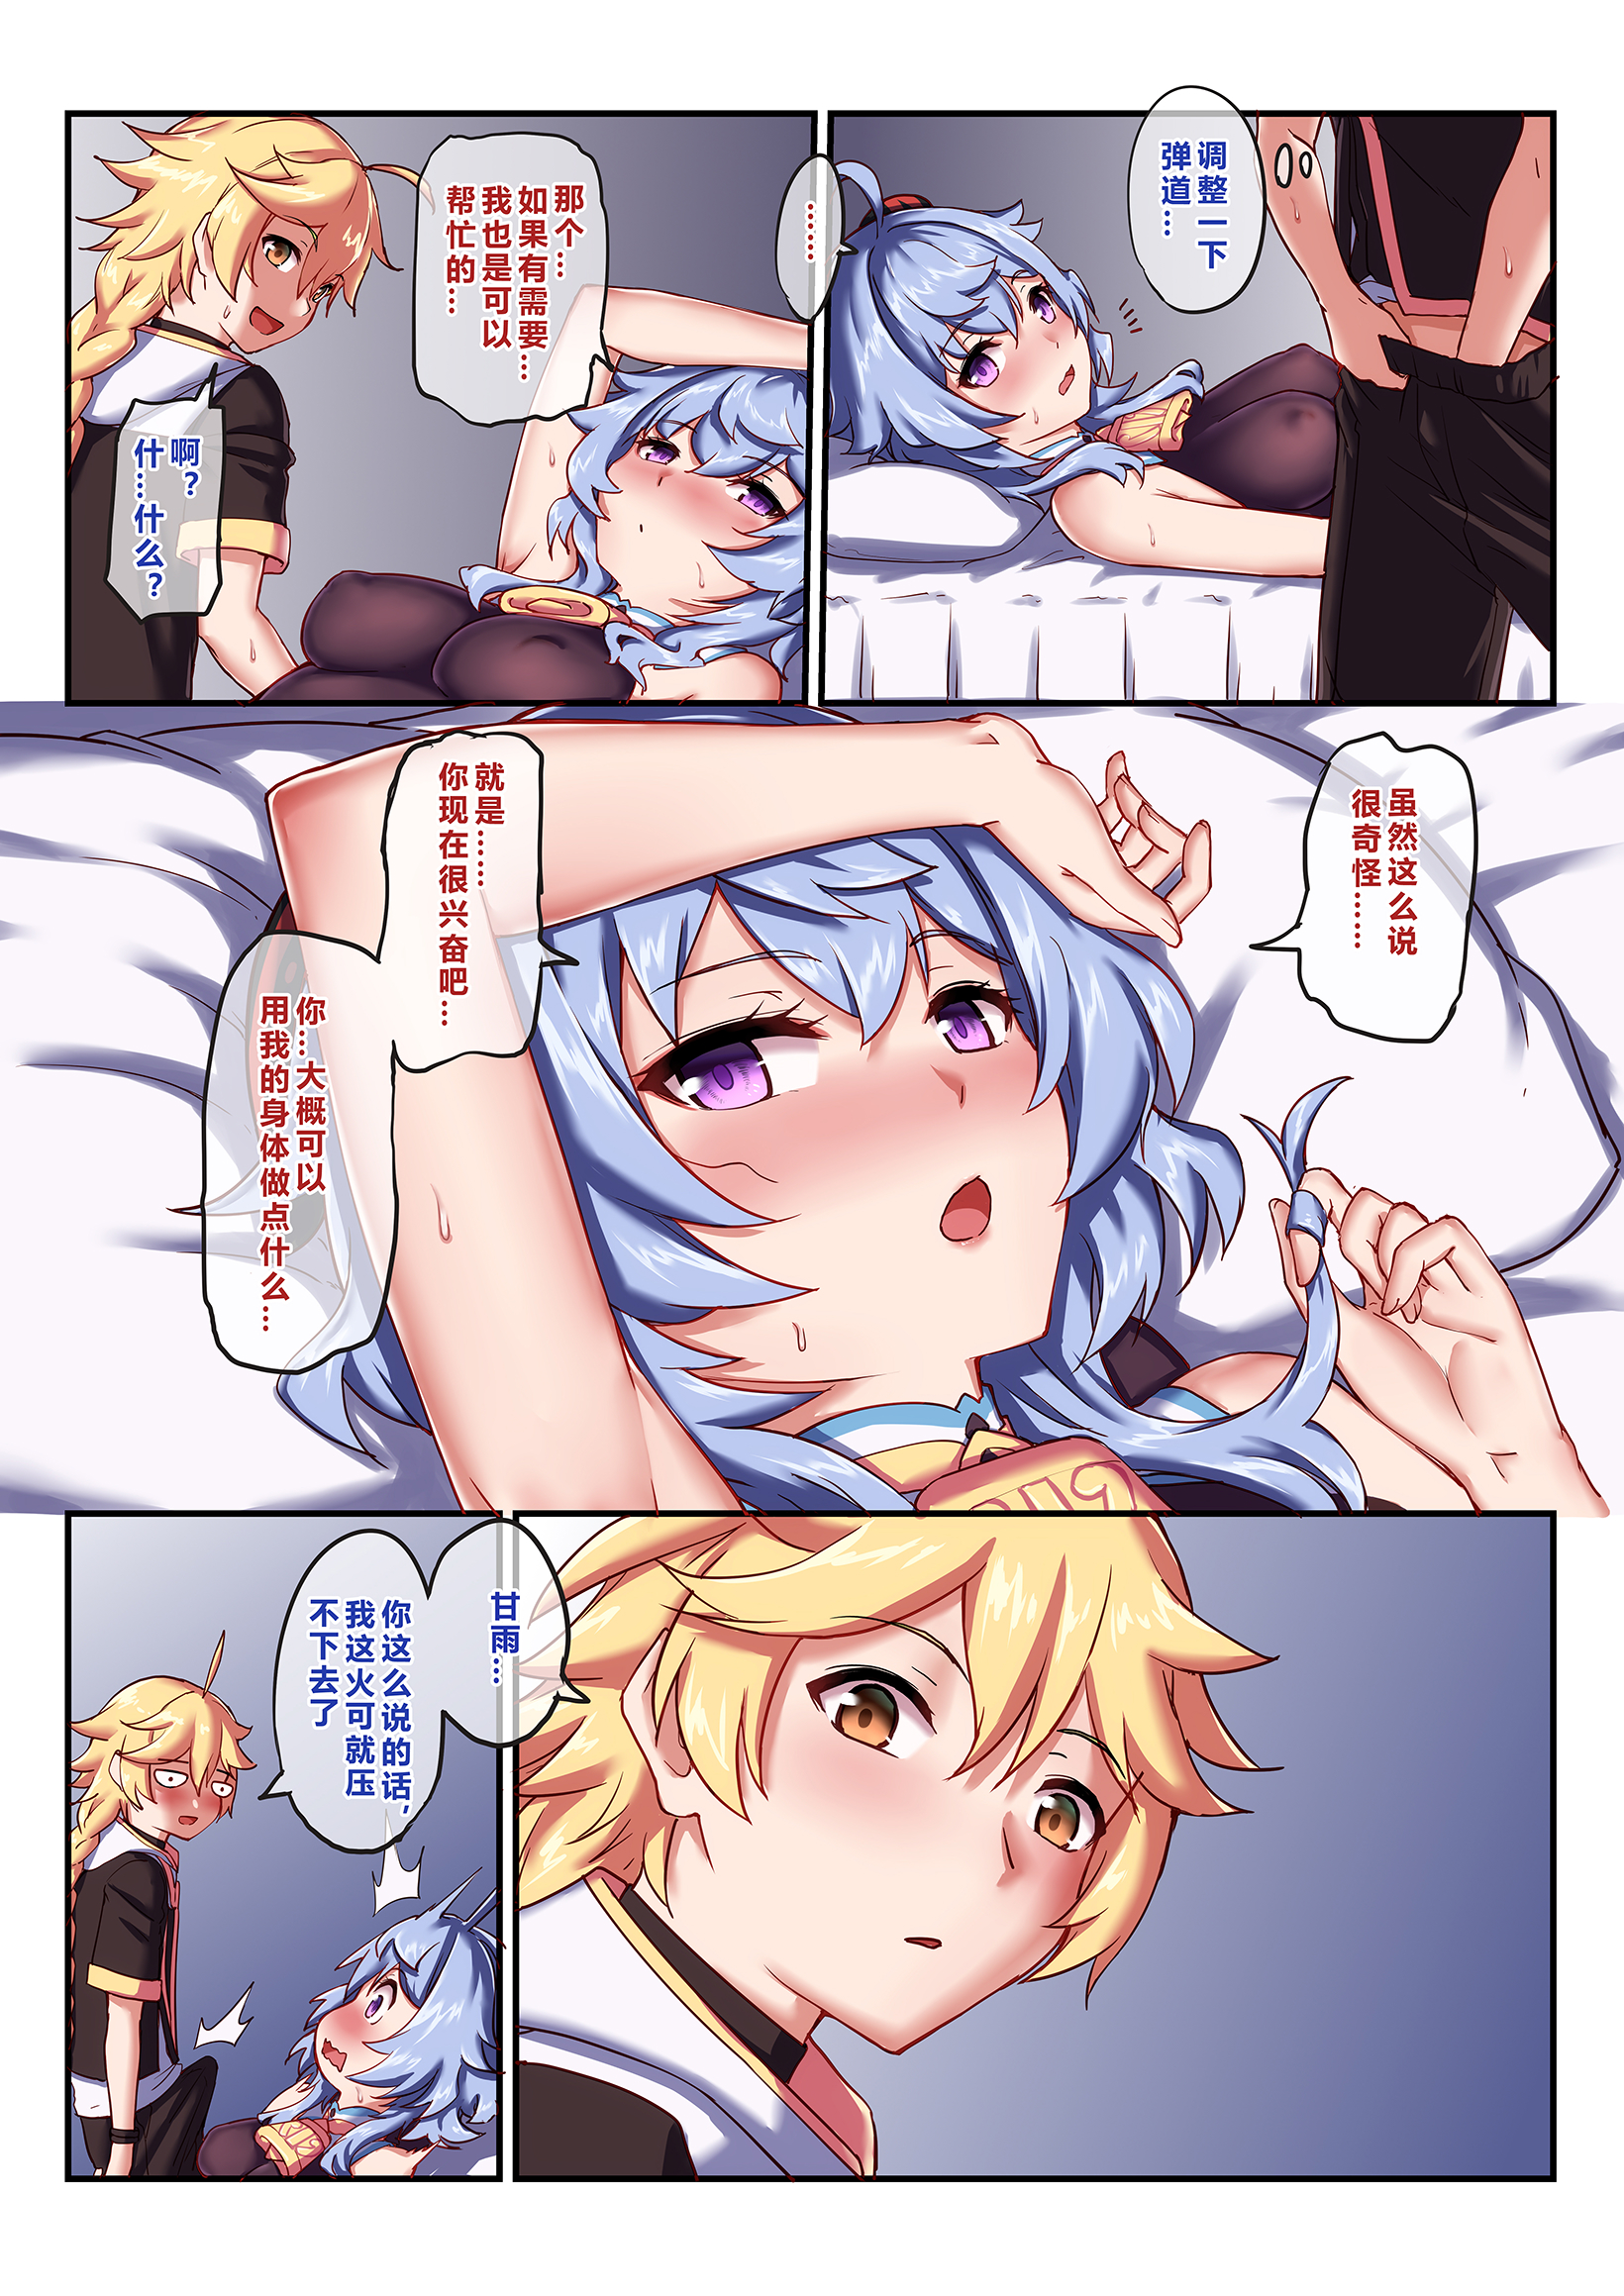 调整一下
弹道…
……
那个…
如果有需要…
我也是可以
帮忙的…
啊？
什…什么？
虽然这么说
很奇怪……
就是……
你现在很兴奋吧…
你…大概可以
用我的身体做点什么…
甘雨…
你这么说的话，
我这火可就压
不下去了